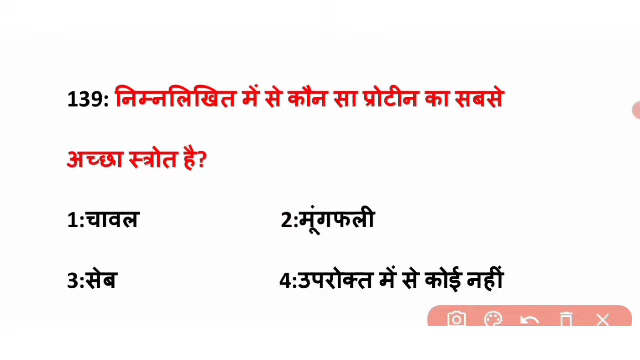 139: निम्नलिखित में से कौन सा प्रोटीन का सबसे
अच्छा स्त्रोत है?
1:चावल 2:मूंगफली
3:सेब 4:उपरोक्त में से कोई नहीं